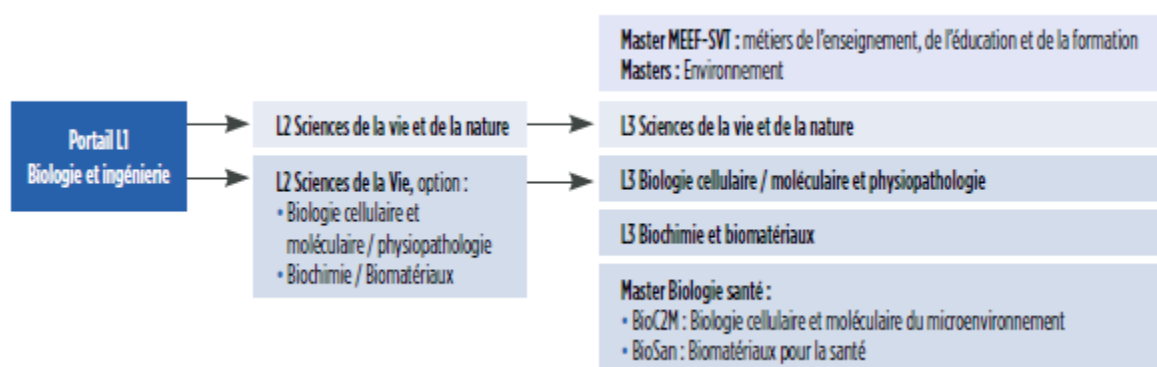 Master MEEF-SVT : métiers de l'enseignement, de l'éducation et de la formation
Masters : Environnement
Portail L1
Biologie et ingénierie
L2 Sciences de la vie et de la nature
L3 Sciences de la vie et de la nature
L2 Sciences de la Vie, option :
• Biologie cellulaire et
moléculaire / physiopathologie
• Biochimie / Biomatériaux
L3 Biologie cellulaire / moléculaire et physiopathologie
L3 Biochimie et biomatériaux
Master Biologie santé :
• BioC2M : Biologie cellulaire et moléculaire du microenvironnement
• BioSan : Biomatériaux pour la santé